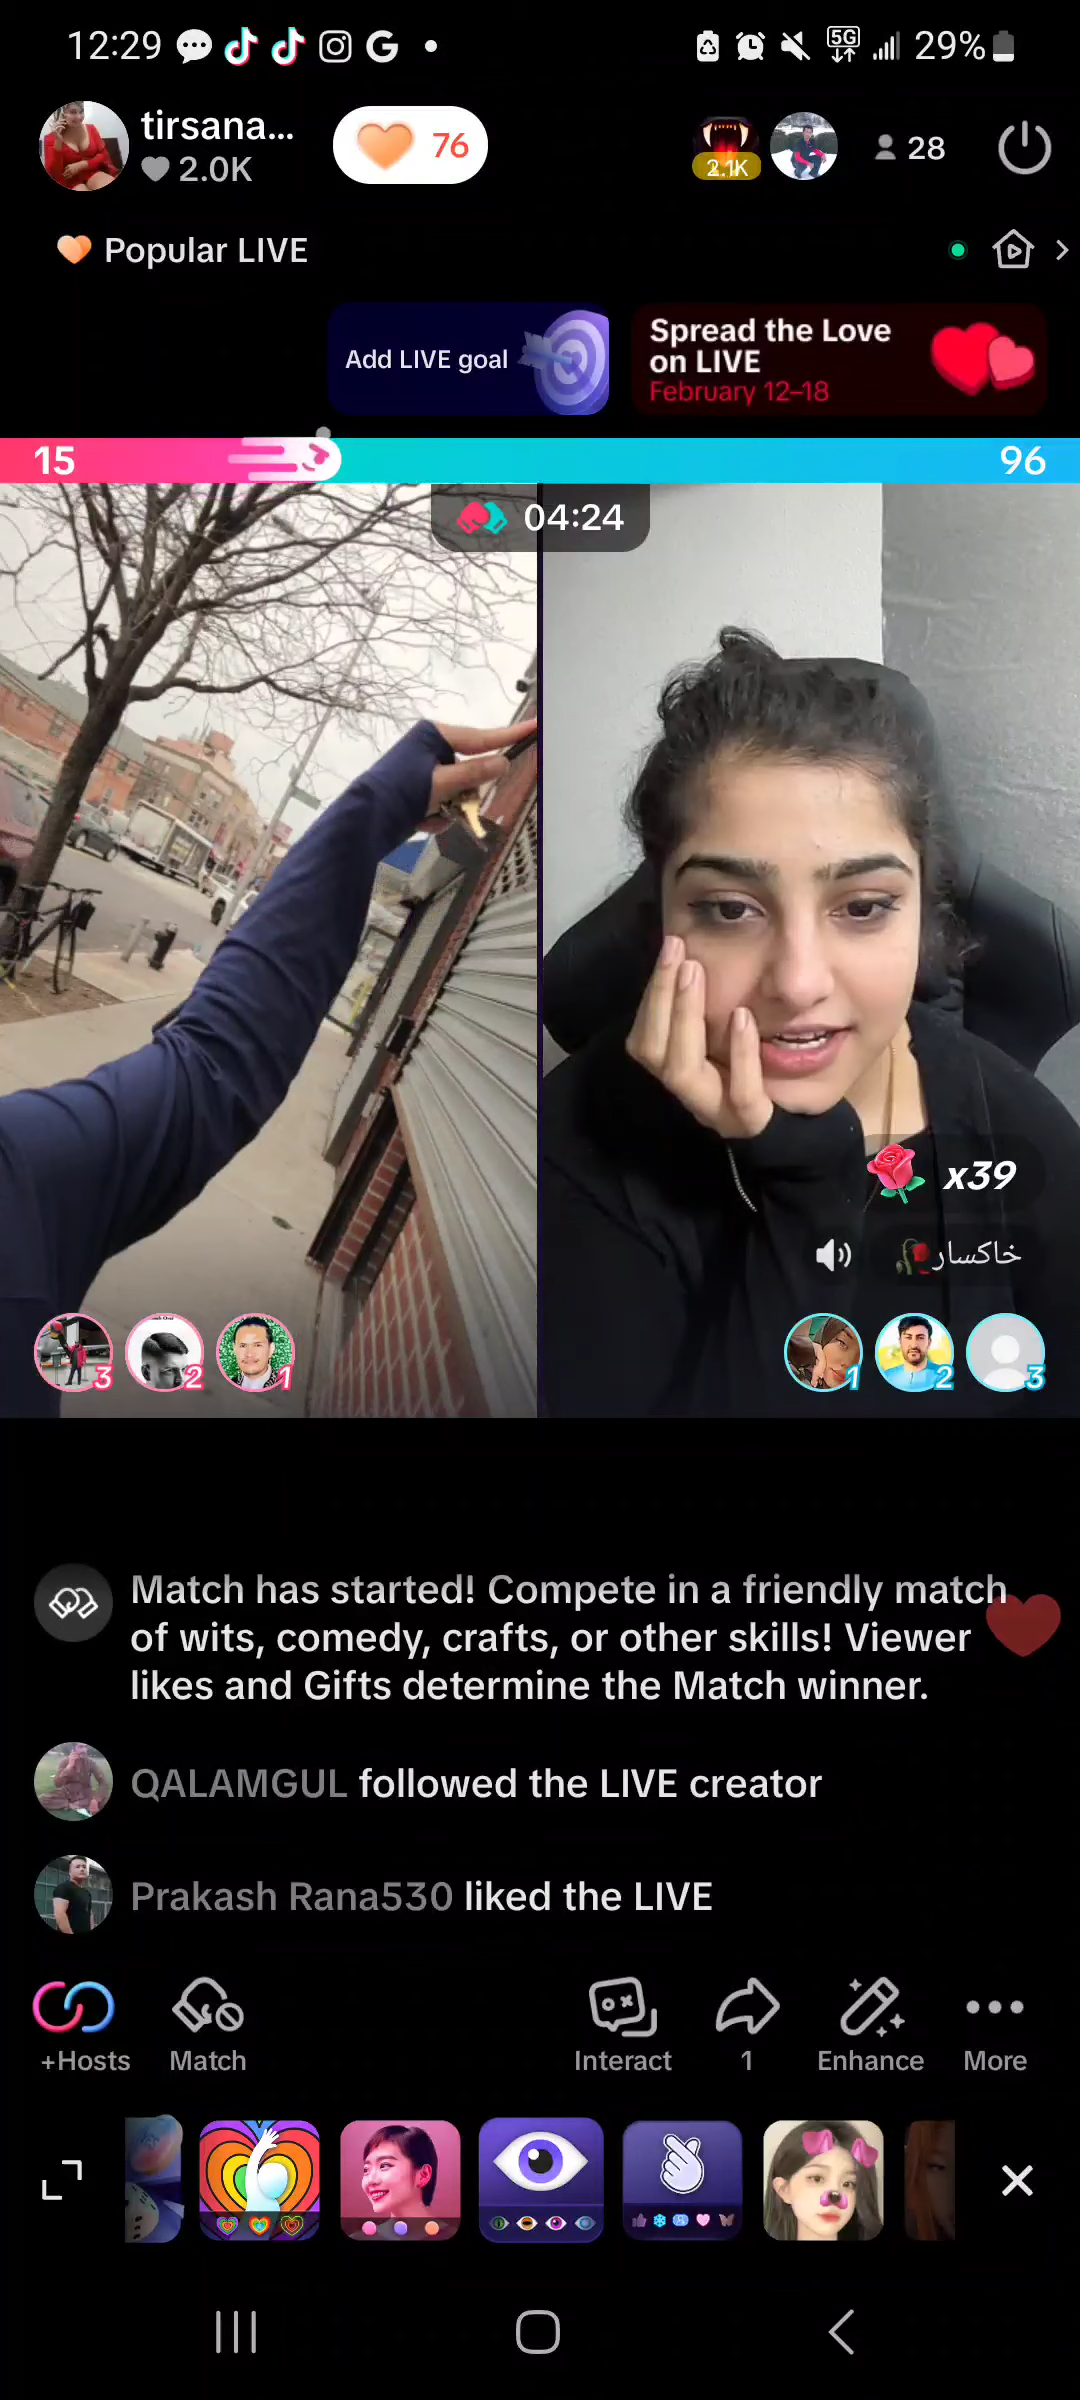 12:29
5G
29%
tirsana...
2.0K
76
2.1K
28
Popular LIVE
Add LIVE goal
Spread the Love
on LIVE
February 12–18
15
96
04:24
x39
خاکسار
3
2
1
1
2
3
Match has started! Compete in a friendly match
of wits, comedy, crafts, or other skills! Viewer
likes and Gifts determine the Match winner.
QALAMGUL followed the LIVE creator
Prakash Rana530 liked the LIVE
+Hosts
Match
Interact
1
Enhance
More